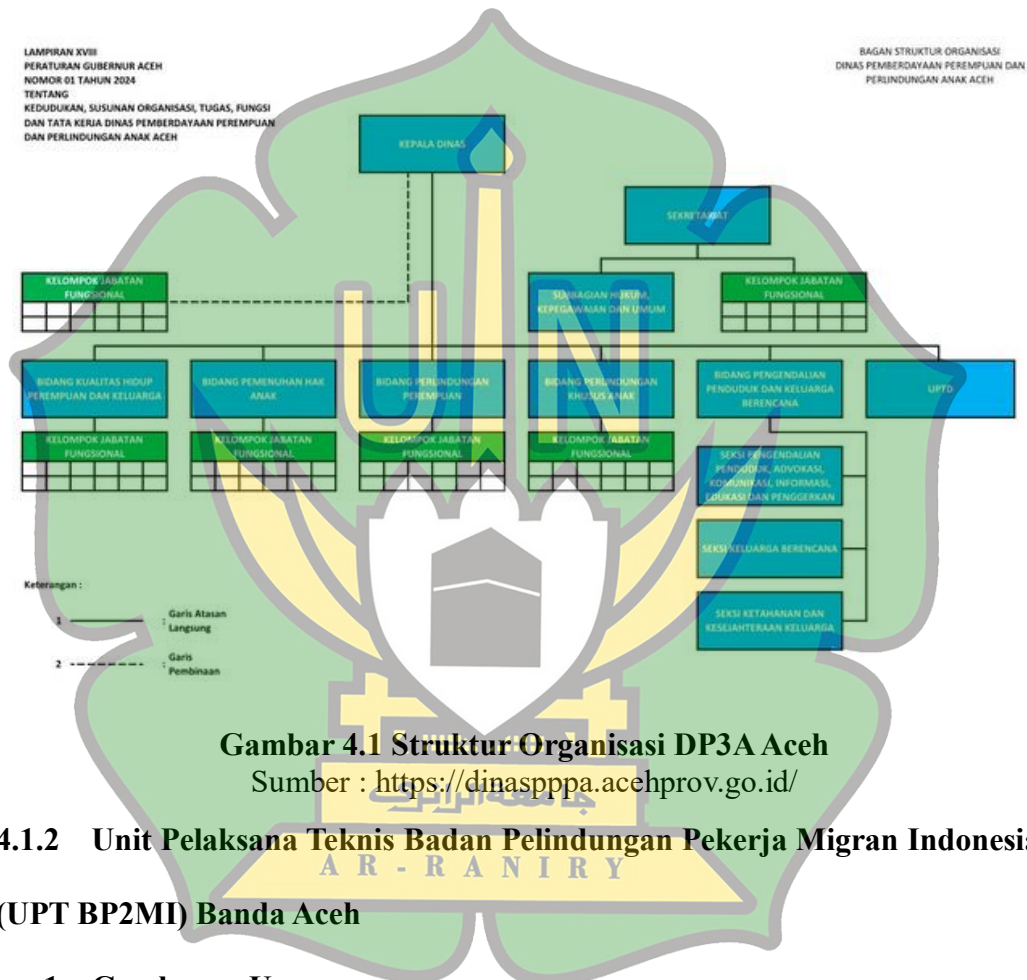 LAMPIRAN XVIII
PERATURAN GUBERNUR ACEH
NOMOR 01 TAHUN 2024
TENTANG
KEDUDUKAN, SUSUNAN ORGANISASI, TUGAS, FUNGSI
DAN TATA KERJA DINAS PEMBERDAYAAN PEREMPUAN
DAN PERLINDUNGAN ANAK ACEH
BAGAN STRUKTUR ORGANISASI
DINAS PEMBERDAYAAN PEREMPUAN DAN
PERLINDUNGAN ANAK ACEH
KEPALA DINAS
SEKRETARIAT
KELOMPOK JABATAN
FUNGSIONAL
SUBBAGIAN HUKUM,
KEPEGAWAIAN DAN UMUM
KELOMPOK JABATAN
FUNGSIONAL
BIDANG KUALITAS HIDUP
PEREMPUAN DAN KELUARGA
BIDANG PEMENUHAN HAK
ANAK
BIDANG PERLINDUNGAN
PEREMPUAN
BIDANG PERLINDUNGAN
KHUSUS ANAK
BIDANG PENGENDALIAN
PENDUDUK DAN KELUARGA
BERENCANA
UPTD
KELOMPOK JABATAN
FUNGSIONAL
KELOMPOK JABATAN
FUNGSIONAL
KELOMPOK JABATAN
FUNGSIONAL
KELOMPOK JABATAN
FUNGSIONAL
SEKSI PENGENDALIAN
PENDUDUK, ADVOKASI,
KOMUNIKASI, INFORMASI,
EDUKASI DAN PENGGERKAN
SEKSI KELUARGA BERENCANA
SEKSI KETAHANAN DAN
KESEJAHTERAAN KELUARGA
Keterangan :
1 : Garis Atasan
Langsung
2 : Garis
Pembinaan
UIN
Gambar 4.1 Struktur Organisasi DP3A Aceh
Sumber : https://dinaspppa.acehprov.go.id/
جامعة الرانيري
4.1.2 Unit Pelaksana Teknis Badan Pelindungan Pekerja Migran Indonesia
AR-RANIRY
(UPT BP2MI) Banda Aceh